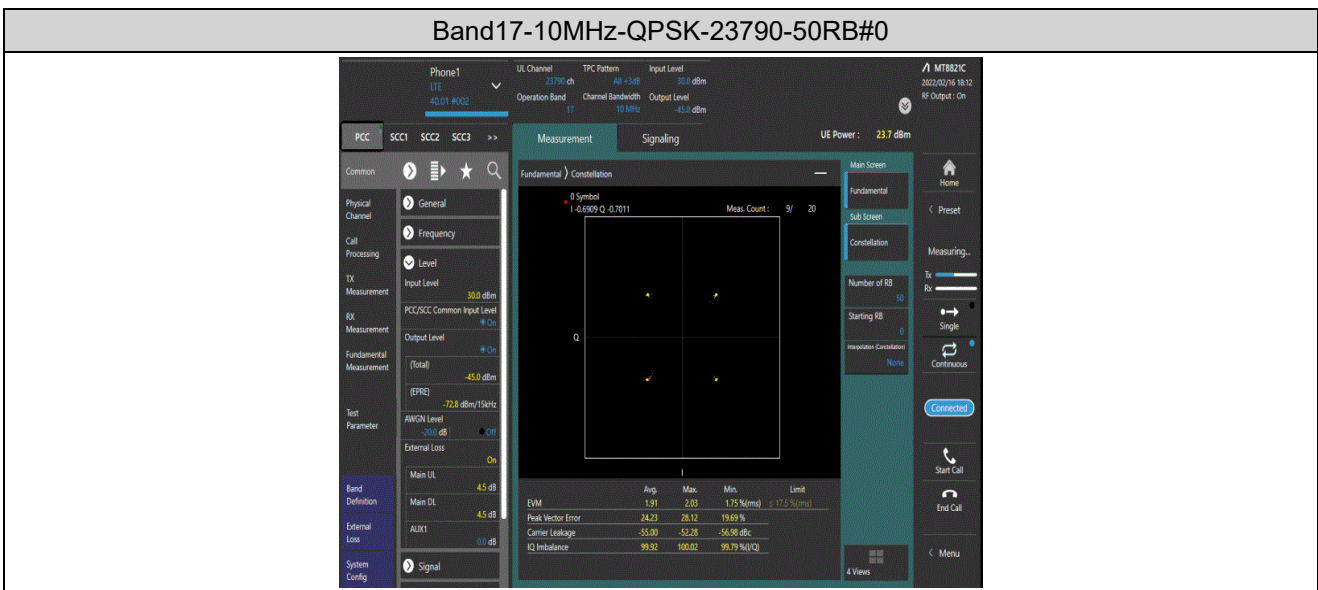 Band17-10MHz-QPSK-23790-50RB#0
Phone1
LTE
40.01 #002
UL Channel TPC Pattern Input Level
23790 ch All +3dB 30.0 dBm
Operation Band Channel Bandwidth Output Level
17 10 MHz -45.0 dBm
MT8821C
2022/02/16 18:12
RF Output : On
PCC SCC1 SCC2 SCC3 >>
Measurement Signaling
UE Power : 23.7 dBm
Common
Physical Channel
Call Processing
TX Measurement
RX Measurement
Fundamental Measurement
Test Parameter
Band Definition
External Loss
System Config
General
Frequency
Level
Input Level
30.0 dBm
PCC/SCC Common Input Level
On
Output Level
On
(Total)
-45.0 dBm
(EPRE)
-72.8 dBm/15kHz
AWGN Level
-20.0 dB Off
External Loss
On
Main UL
4.5 dB
Main DL
4.5 dB
AUX1
0.0 dB
Signal
Fundamental Constellation
0 Symbol
I -0.6909 Q -0.7011
Meas. Count : 9/ 20
Q
I
Avg. Max. Min. Limit
EVM 1.91 2.03 1.75 %(rms) ≤ 17.5 %(rms)
Peak Vector Error 24.23 28.12 19.69 %
Carrier Leakage -55.00 -52.28 -56.98 dBc
IQ Imbalance 99.92 100.02 99.79 %(I/Q)
Main Screen
Fundamental
Sub Screen
Constellation
Number of RB
50
Starting RB
0
Interpolation (Constellation)
None
4 Views
Home
Preset
Measuring...
Tx
Rx
Single
Continuous
Connected
Start Call
End Call
Menu